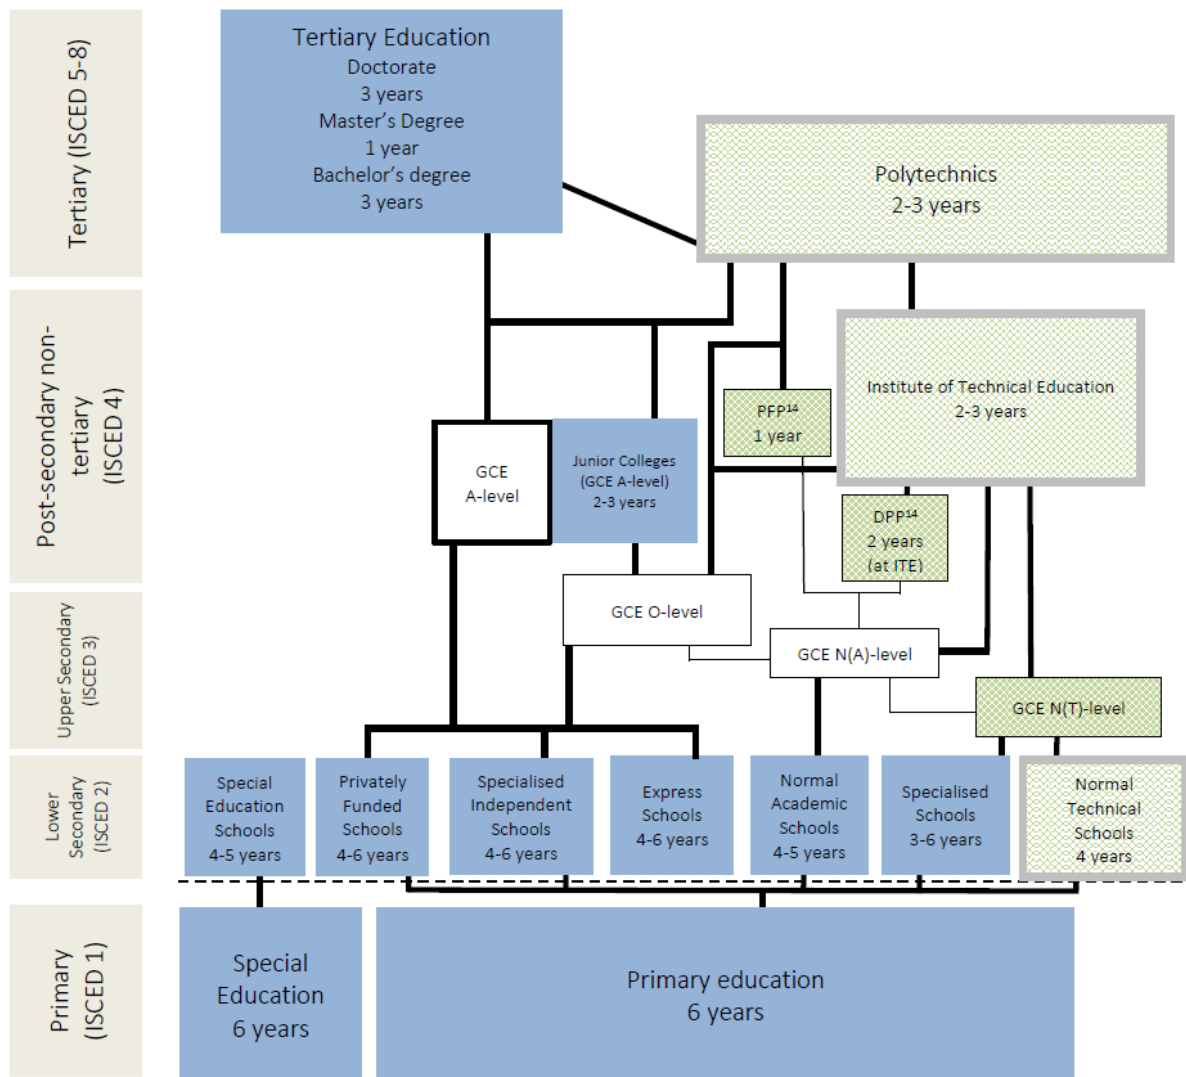 Tertiary (ISCED 5-8)
Tertiary Education
Doctorate
3 years
Master's Degree
1 year
Bachelor's degree
3 years
Polytechnics
2-3 years
Post-secondary non-
tertiary
(ISCED 4)
Institute of Technical Education
2-3 years
PFP¹⁴
1 year
GCE
A-level
Junior Colleges
(GCE A-level)
2-3 years
DPP¹⁴
2 years
(at ITE)
Upper Secondary
(ISCED 3)
GCE O-level
GCE N(A)-level
GCE N(T)-level
Lower
Secondary
(ISCED 2)
Special
Education
Schools
4-5 years
Privately
Funded
Schools
4-6 years
Specialised
Independent
Schools
4-6 years
Express
Schools
4-6 years
Normal
Academic
Schools
4-5 years
Specialised
Schools
3-6 years
Normal
Technical
Schools
4 years
Primary
(ISCED 1)
Special
Education
6 years
Primary education
6 years